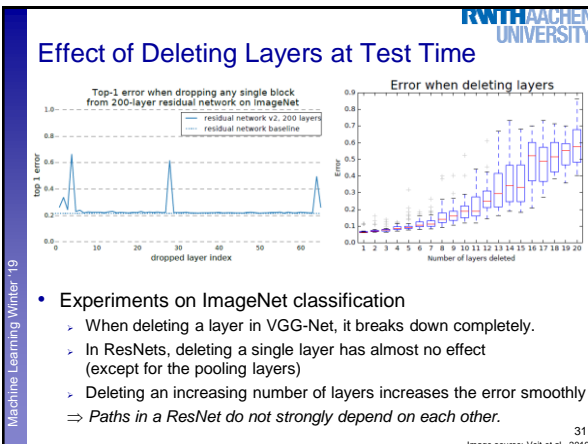 RWTHAACHEN
UNIVERSITY
Effect of Deleting Layers at Test Time
Top-1 error when dropping any single block
from 200-layer residual network on ImageNet
residual network v2, 200 layers
residual network baseline
top 1 error
1.0
0.8
0.6
0.4
0.2
0.0
0 10 20 30 40 50 60
dropped layer index
Error when deleting layers
Error
0.9
0.8
0.7
0.6
0.5
0.4
0.3
0.2
0.1
0.0
1 2 3 4 5 6 7 8 9 10 11 12 13 14 15 16 17 18 19 20
Number of layers deleted
• Experiments on ImageNet classification
➢ When deleting a layer in VGG-Net, it breaks down completely.
➢ In ResNets, deleting a single layer has almost no effect
(except for the pooling layers)
➢ Deleting an increasing number of layers increases the error smoothly
⇒ Paths in a ResNet do not strongly depend on each other.
Machine Learning Winter '19
31
Image source: Veit et al., 201